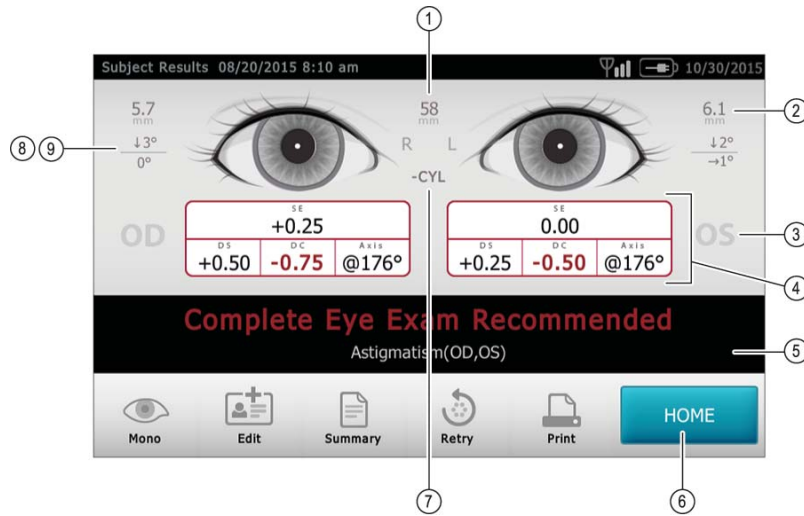 1
Subject Results 08/20/2015 8:10 am 10/30/2015
5.7 mm
58 mm
6.1 mm
2
8 9
↓3°
0°
R L
↓2°
→1°
-CYL
OD
SE
+0.25
DS DC Axis
+0.50 -0.75 @176°
SE
0.00
DS DC Axis
+0.25 -0.50 @176°
OS
3
4
Complete Eye Exam Recommended
Astigmatism(OD,OS)
5
Mono Edit Summary Retry Print HOME
7
6